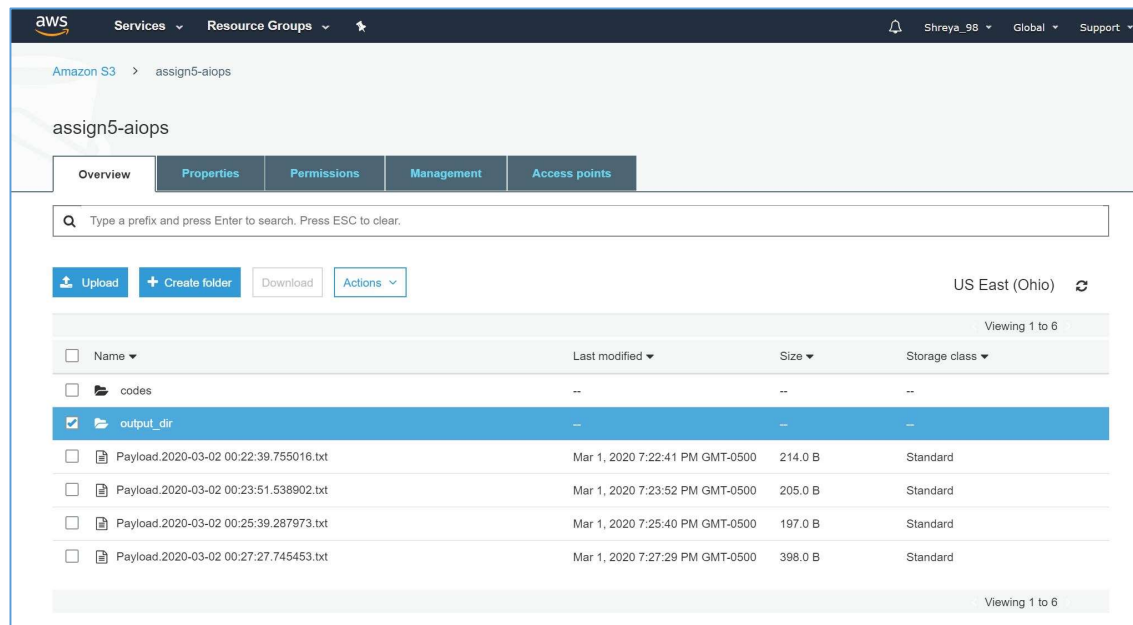 aws Services Resource Groups Shreya_98 Global Support
Amazon S3 > assign5-aiops
assign5-aiops
Overview Properties Permissions Management Access points
Type a prefix and press Enter to search. Press ESC to clear.
Upload + Create folder Download Actions US East (Ohio)
Viewing 1 to 6
Name Last modified Size Storage class
codes -- -- --
output_dir -- -- --
Payload.2020-03-02 00:22:39.755016.txt Mar 1, 2020 7:22:41 PM GMT-0500 214.0 B Standard
Payload.2020-03-02 00:23:51.538902.txt Mar 1, 2020 7:23:52 PM GMT-0500 205.0 B Standard
Payload.2020-03-02 00:25:39.287973.txt Mar 1, 2020 7:25:40 PM GMT-0500 197.0 B Standard
Payload.2020-03-02 00:27:27.745453.txt Mar 1, 2020 7:27:29 PM GMT-0500 398.0 B Standard
Viewing 1 to 6